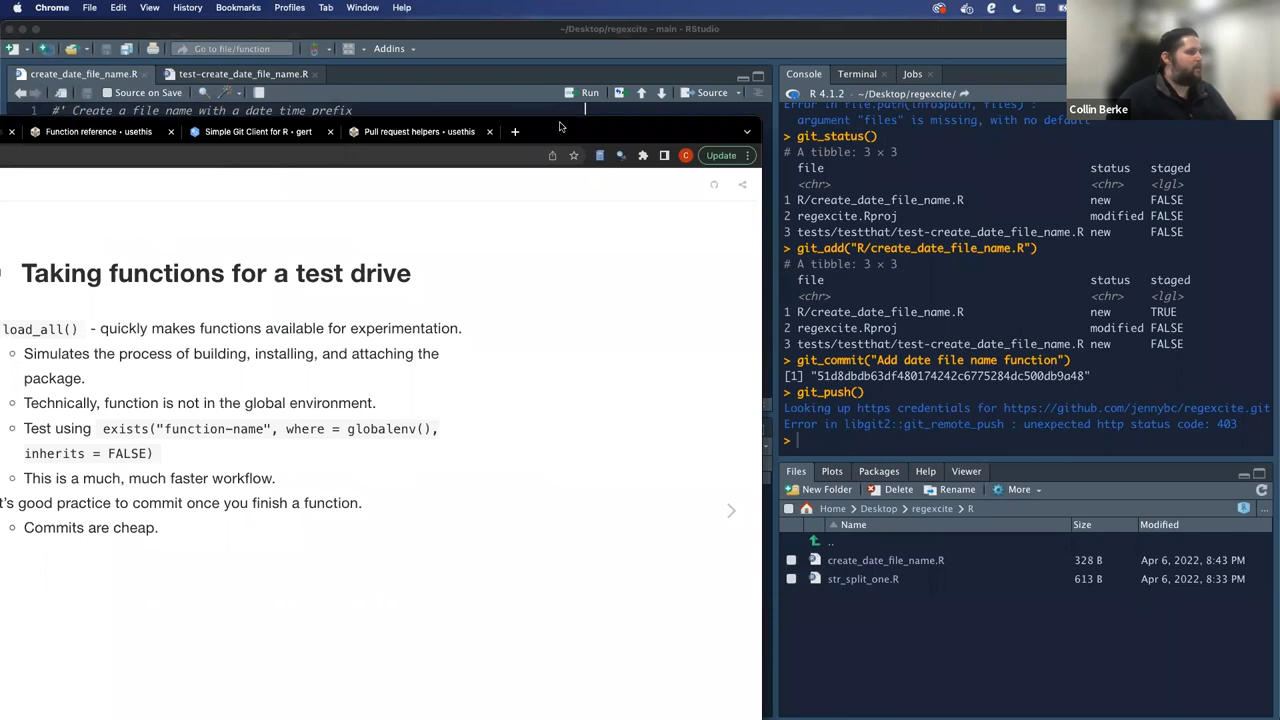 Chrome File Edit View History Bookmarks Profiles Tab Window Help
~/Desktop/regexcite - main - RStudio
Go to file/function Addins
create_date_file_name.R test-create_date_file_name.R
Source on Save Run Source
1 #' Create a file name with a date time prefix
Function reference • usethis Simple Git Client for R • gert Pull request helpers • usethis
C Update
Taking functions for a test drive
load_all() - quickly makes functions available for experimentation.
Simulates the process of building, installing, and attaching the
package.
Technically, function is not in the global environment.
Test using exists("function-name", where = globalenv(),
inherits = FALSE)
This is a much, much faster workflow.
t's good practice to commit once you finish a function.
Commits are cheap.
Console Terminal Jobs
R 4.1.2 · ~/Desktop/regexcite/
Error in file.path(info$path, files) :
argument "files" is missing, with no default
> git_status()
# A tibble: 3 × 3
file status staged
<chr> <chr> <lgl>
1 R/create_date_file_name.R new FALSE
2 regexcite.Rproj modified FALSE
3 tests/testthat/test-create_date_file_name.R new FALSE
> git_add("R/create_date_file_name.R")
# A tibble: 3 × 3
file status staged
<chr> <chr> <lgl>
1 R/create_date_file_name.R new TRUE
2 regexcite.Rproj modified FALSE
3 tests/testthat/test-create_date_file_name.R new FALSE
> git_commit("Add date file name function")
[1] "51d8dbdb63df480174242c6775284dc500db9a48"
> git_push()
Looking up https credentials for https://github.com/jennybc/regexcite.git
Error in libgit2::git_remote_push : unexpected http status code: 403
>
Files Plots Packages Help Viewer
New Folder Delete Rename More
Home Desktop regexcite R
Name Size Modified
..
create_date_file_name.R 328 B Apr 6, 2022, 8:43 PM
str_split_one.R 613 B Apr 6, 2022, 8:33 PM
Collin Berke